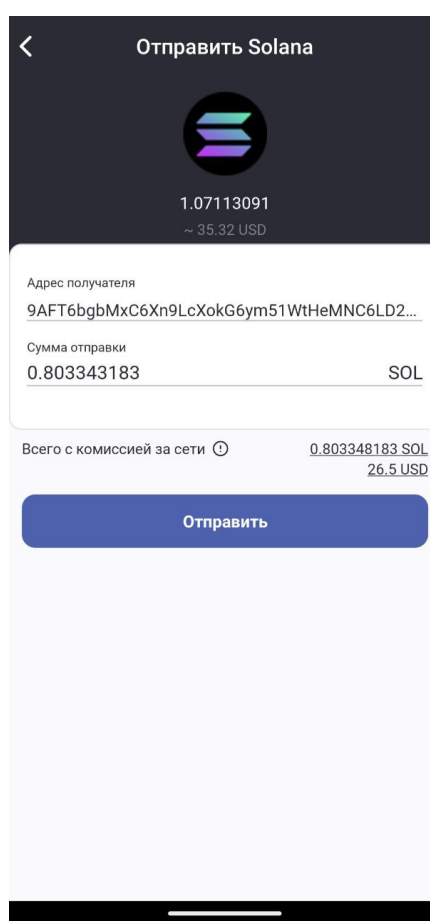 Отправить Solana
1.07113091
~ 35.32 USD
Адрес получателя
9AFT6bgbMxC6Xn9LcXokG6ym51WtHeMNC6LD2...
Сумма отправки
0.803343183 SOL
Всего с комиссией за сети 0.803348183 SOL
26.5 USD
Отправить